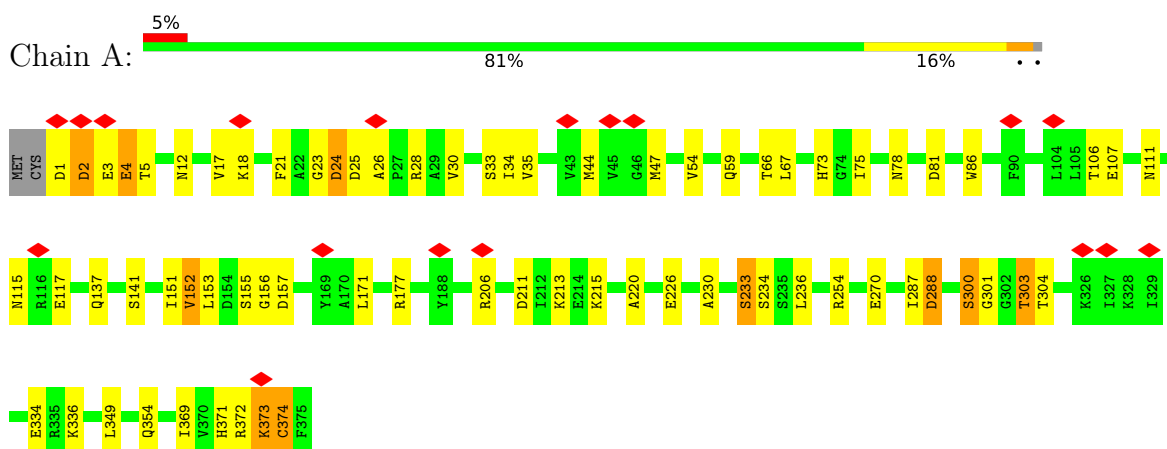 5%
Chain A:
81% 16% • •
MET CYS D1 D2 E3 E4 T5 N12 V17 K18 F21 A22 G23 D24 D25 A26 P27 R28 A29 V30 S33 I34 V35 V43 M44 V45 G46 M47 V54 Q59 T66 L67 H73 G74 I75 N78 D81 W86 F90 L104 L105 T106 E107 N111
N115 R116 E117 Q137 S141 I151 V152 L153 D154 S155 G156 D157 Y169 A170 L171 R177 Y188 R206 D211 I212 K213 E214 K215 A220 E226 A230 S233 S234 S235 L236 R254 E270 I287 D288 S300 G301 G302 T303 T304 K326 I327 K328 I329
E334 R335 K336 L349 Q354 I369 V370 H371 R372 K373 C374 F375